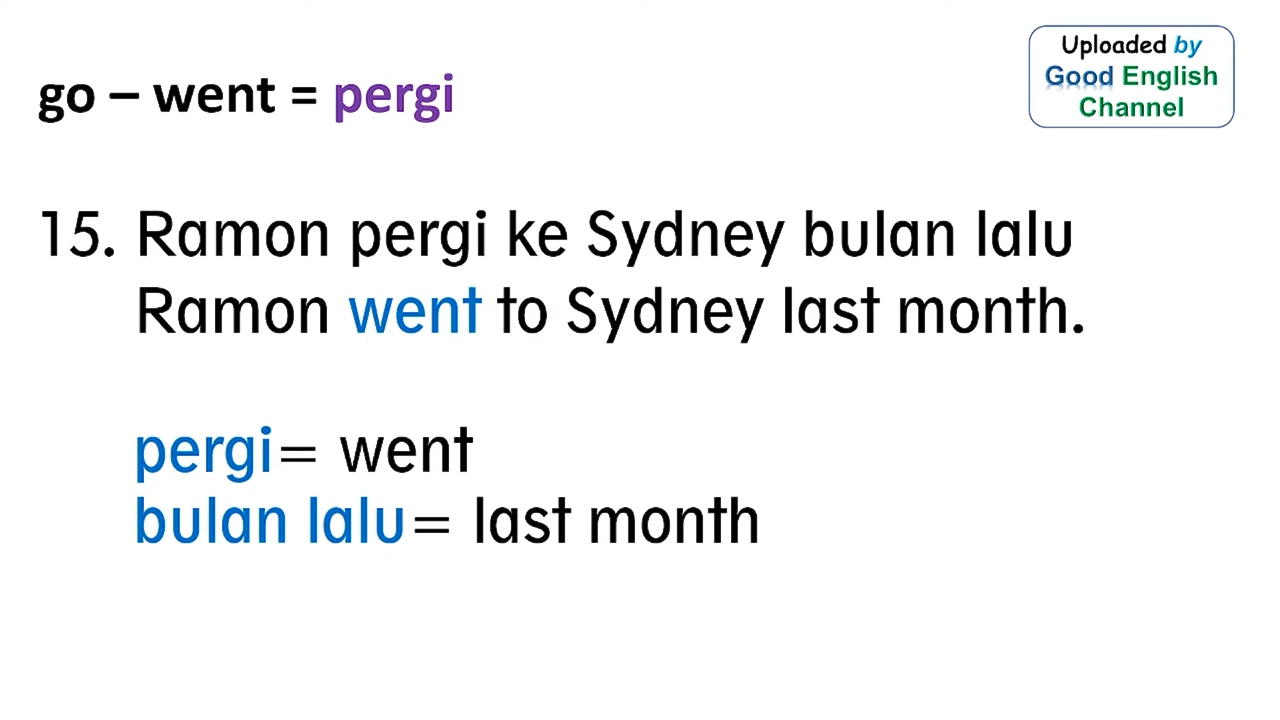 Uploaded by
Good English
Channel
go – went = pergi
15. Ramon pergi ke Sydney bulan lalu
Ramon went to Sydney last month.
pergi= went
bulan lalu= last month